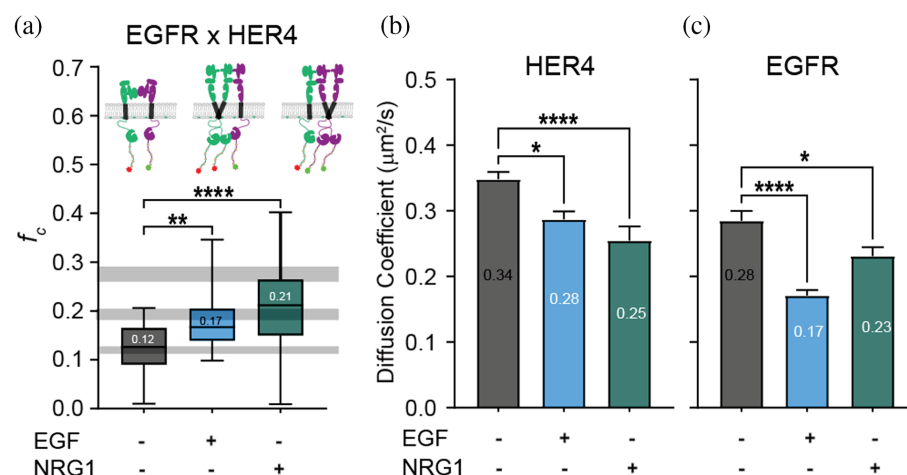 (a)
EGFR x HER4
0.7
0.6
0.5
0.4
0.3
0.2
0.1
0.0
fc
**
****
0.12
0.17
0.21
EGF - + -
NRG1 - - +
(b)
HER4
Diffusion Coefficient (μm²/s)
0.5
0.4
0.3
0.2
0.1
0.0
****
*
0.34
0.28
0.25
EGF - + -
NRG1 - - +
(c)
EGFR
*
****
0.28
0.17
0.23
- + -
- - +